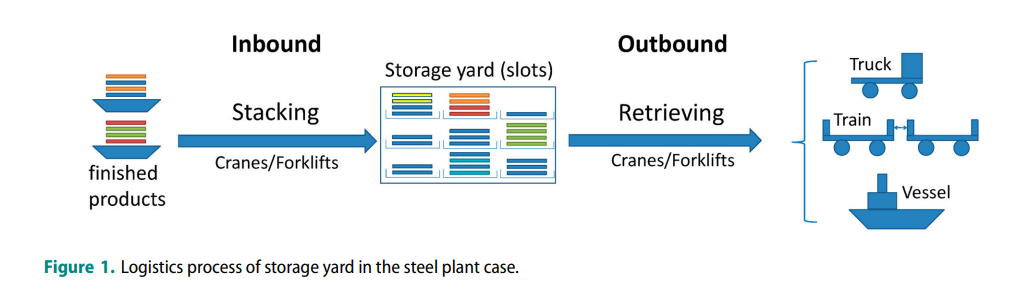 Inbound
Outbound
Storage yard (slots)
Stacking
Cranes/Forklifts
Retrieving
Cranes/Forklifts
finished
products
Truck
Train
Vessel
Figure 1. Logistics process of storage yard in the steel plant case.